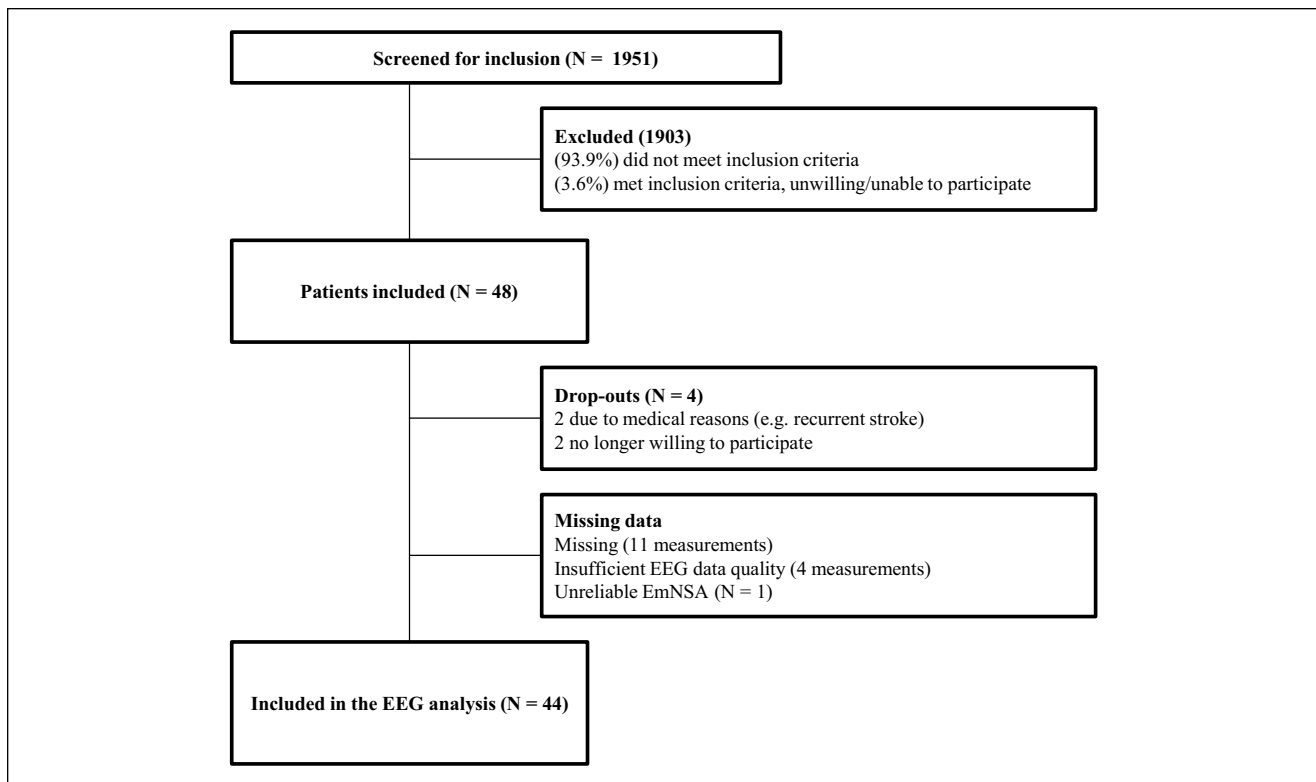 Screened for inclusion (N = 1951)
Excluded (1903)
(93.9%) did not meet inclusion criteria
(3.6%) met inclusion criteria, unwilling/unable to participate
Patients included (N = 48)
Drop-outs (N = 4)
2 due to medical reasons (e.g. recurrent stroke)
2 no longer willing to participate
Missing data
Missing (11 measurements)
Insufficient EEG data quality (4 measurements)
Unreliable EmNSA (N = 1)
Included in the EEG analysis (N = 44)